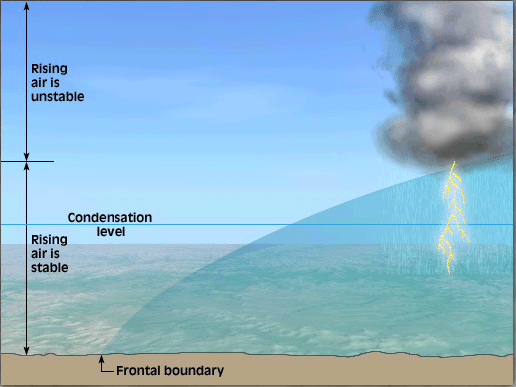 Rising
air is
unstable
Condensation
level
Rising
air is
stable
Frontal boundary